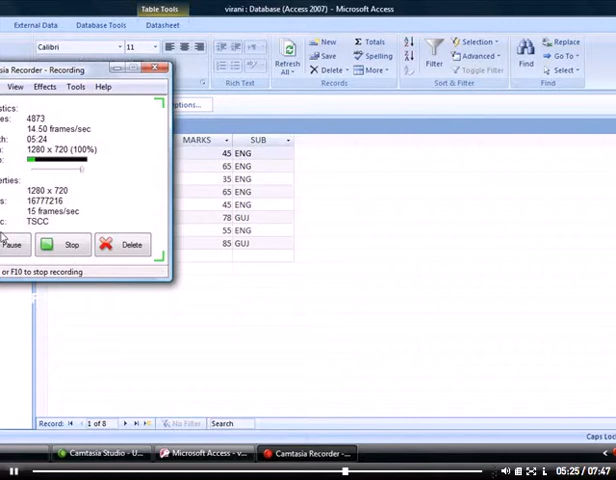 Table Tools
virani : Database (Access 2007) - Microsoft Access
External Data
Database Tools
Datasheet
Calibri
11
Refresh All
New
Save
Delete
Totals
Spelling
More
Filter
Selection
Advanced
Toggle Filter
Find
Replace
Go To
Select
Rich Text
Records
Sort & Filter
Find
Recorder - Recording
View Effects Tools Help
4873
14.50 frames/sec
05:24
1280 x 720 (100%)
1280 x 720
16777216
15 frames/sec
TSCC
Pause
Stop
Delete
or F10 to stop recording
MARKS SUB
45 ENG
65 ENG
35 ENG
65 ENG
45 ENG
78 GUJ
55 ENG
85 GUJ
Record: 1 of 8 No Filter Search
Caps Lo
Camtasia Studio - U...
Microsoft Access - v...
Camtasia Recorder -...
05:25 / 07:47